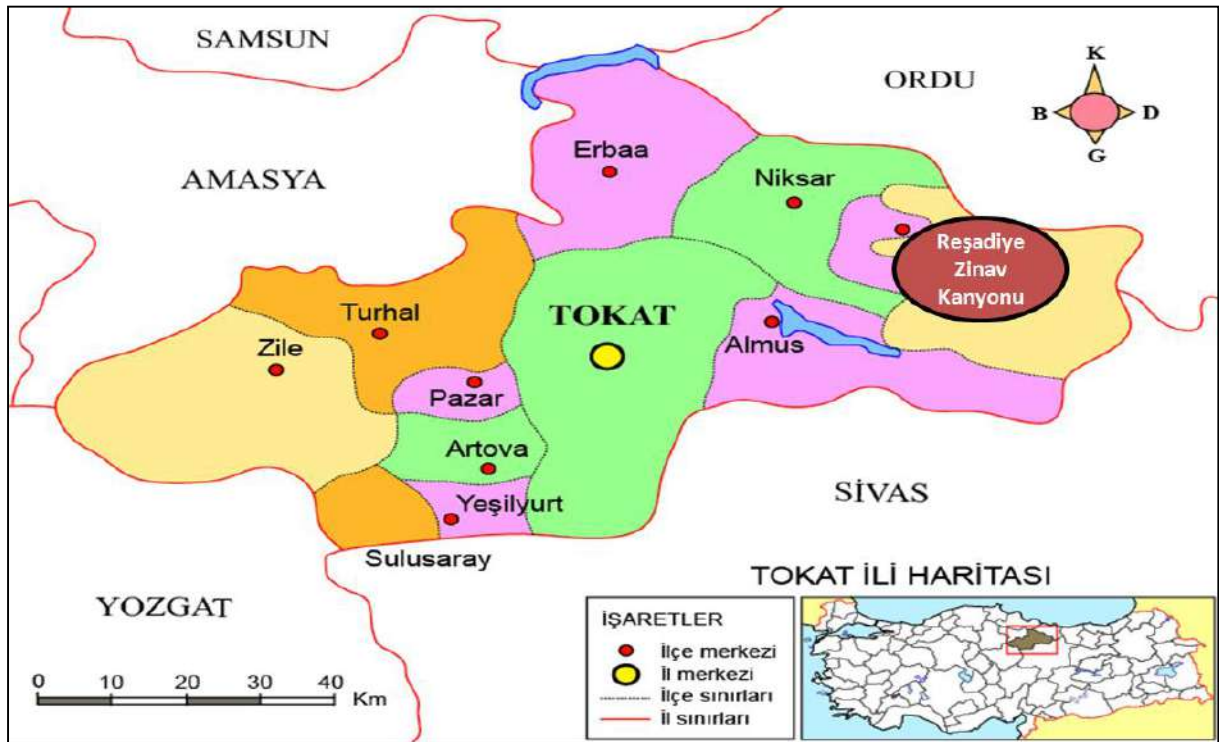 SAMSUN
ORDU
K
B
D
G
Erbaa
AMASYA
Niksar
Reşadiye
Zinav
Kanyonu
Turhal
TOKAT
Zile
Almus
Pazar
Artova
SİVAS
Yeşilyurt
Sulusaray
YOZGAT
TOKAT İLİ HARİTASI
İŞARETLER
İlçe merkezi
İl merkezi
İlçe sınırları
İl sınırları
0 10 20 30 40
Km